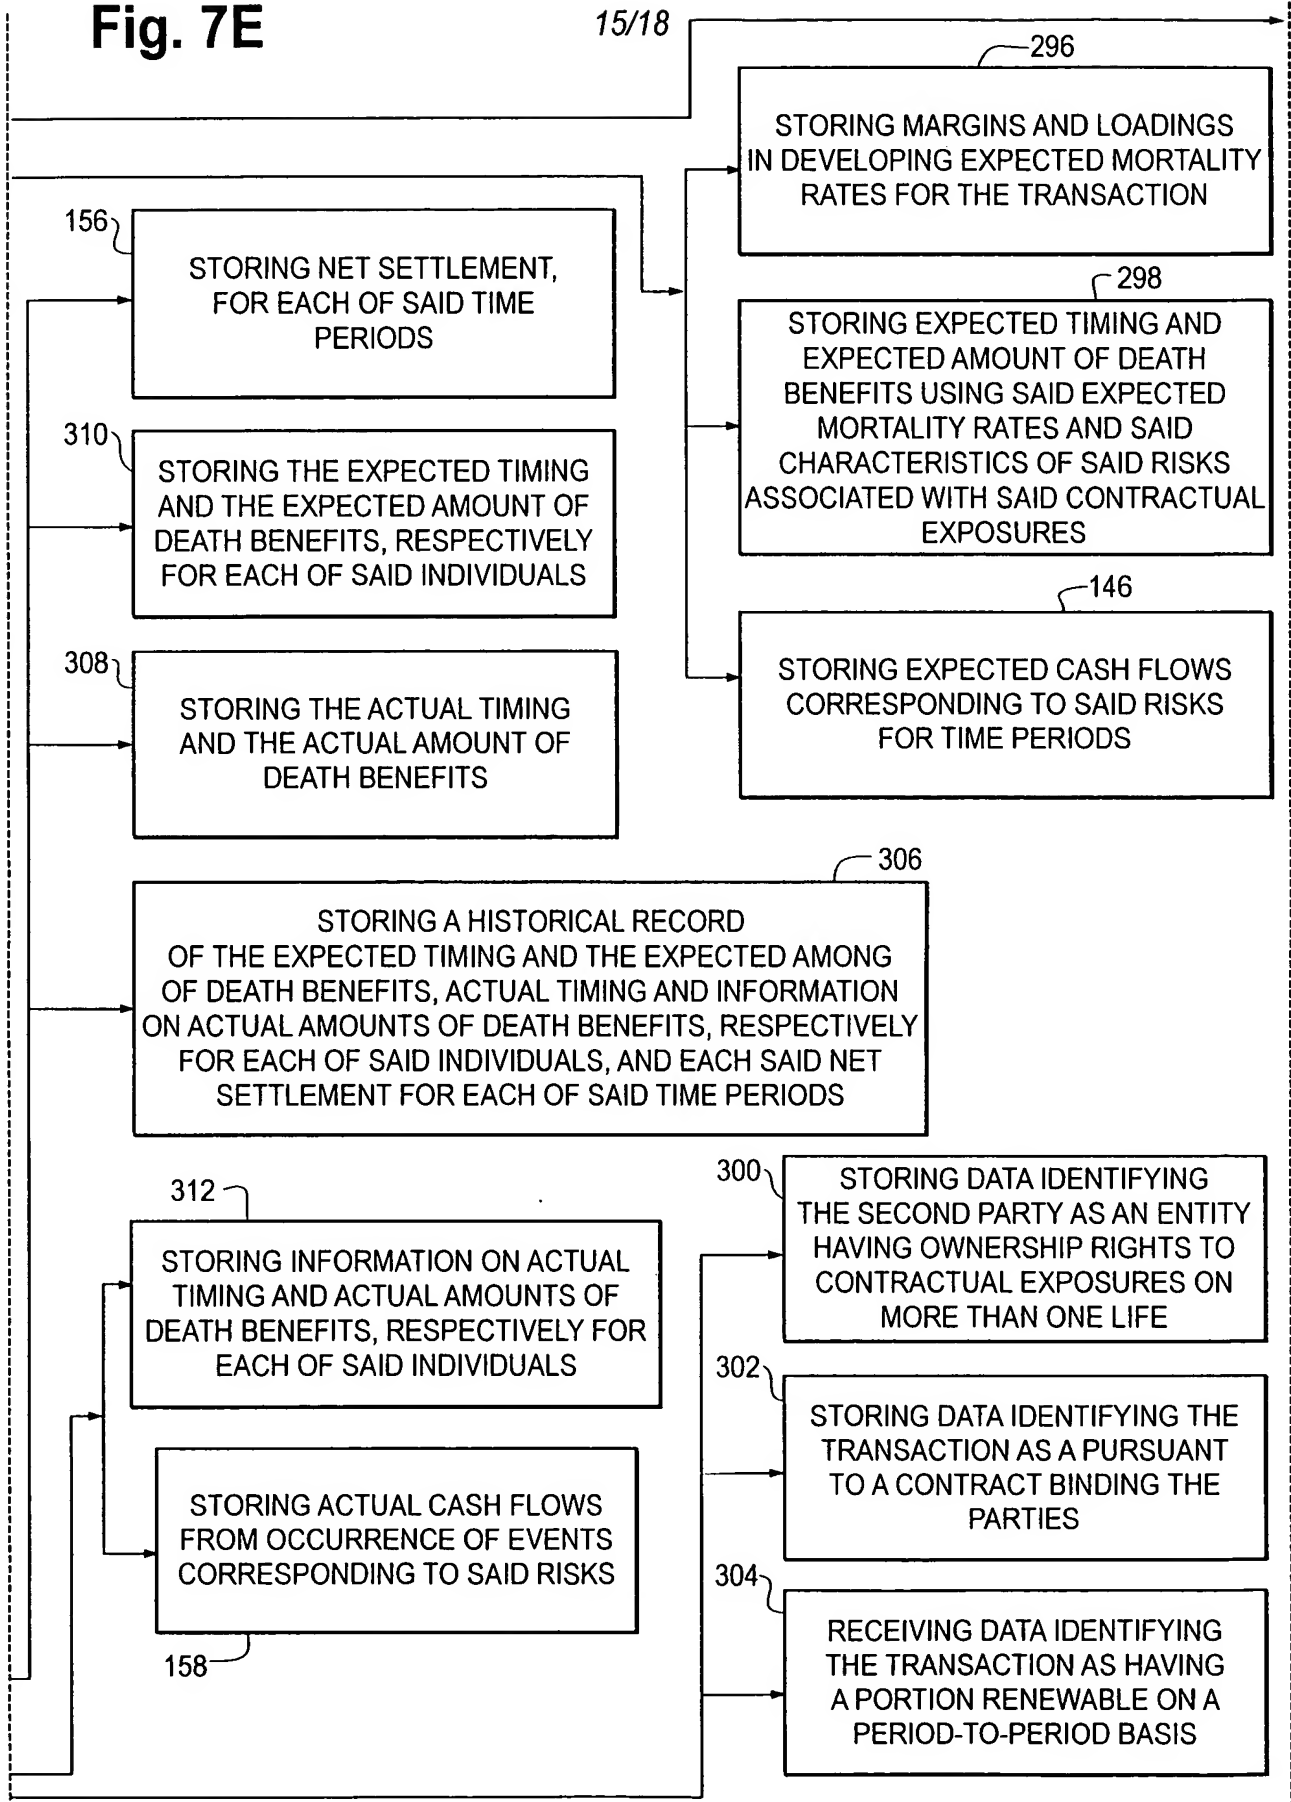 Fig. 7E
15/18
296
STORING MARGINS AND LOADINGS
IN DEVELOPING EXPECTED MORTALITY
RATES FOR THE TRANSACTION
156
STORING NET SETTLEMENT,
FOR EACH OF SAID TIME
PERIODS
298
STORING EXPECTED TIMING AND
EXPECTED AMOUNT OF DEATH
BENEFITS USING SAID EXPECTED
MORTALITY RATES AND SAID
CHARACTERISTICS OF SAID RISKS
ASSOCIATED WITH SAID CONTRACTUAL
EXPOSURES
310
STORING THE EXPECTED TIMING
AND THE EXPECTED AMOUNT OF
DEATH BENEFITS, RESPECTIVELY
FOR EACH OF SAID INDIVIDUALS
146
STORING EXPECTED CASH FLOWS
CORRESPONDING TO SAID RISKS
FOR TIME PERIODS
308
STORING THE ACTUAL TIMING
AND THE ACTUAL AMOUNT OF
DEATH BENEFITS
306
STORING A HISTORICAL RECORD
OF THE EXPECTED TIMING AND THE EXPECTED AMONG
OF DEATH BENEFITS, ACTUAL TIMING AND INFORMATION
ON ACTUAL AMOUNTS OF DEATH BENEFITS, RESPECTIVELY
FOR EACH OF SAID INDIVIDUALS, AND EACH SAID NET
SETTLEMENT FOR EACH OF SAID TIME PERIODS
312
STORING INFORMATION ON ACTUAL
TIMING AND ACTUAL AMOUNTS OF
DEATH BENEFITS, RESPECTIVELY FOR
EACH OF SAID INDIVIDUALS
STORING ACTUAL CASH FLOWS
FROM OCCURRENCE OF EVENTS
CORRESPONDING TO SAID RISKS
158
300
STORING DATA IDENTIFYING
THE SECOND PARTY AS AN ENTITY
HAVING OWNERSHIP RIGHTS TO
CONTRACTUAL EXPOSURES ON
MORE THAN ONE LIFE
302
STORING DATA IDENTIFYING THE
TRANSACTION AS A PURSUANT
TO A CONTRACT BINDING THE
PARTIES
304
RECEIVING DATA IDENTIFYING
THE TRANSACTION AS HAVING
A PORTION RENEWABLE ON A
PERIOD-TO-PERIOD BASIS